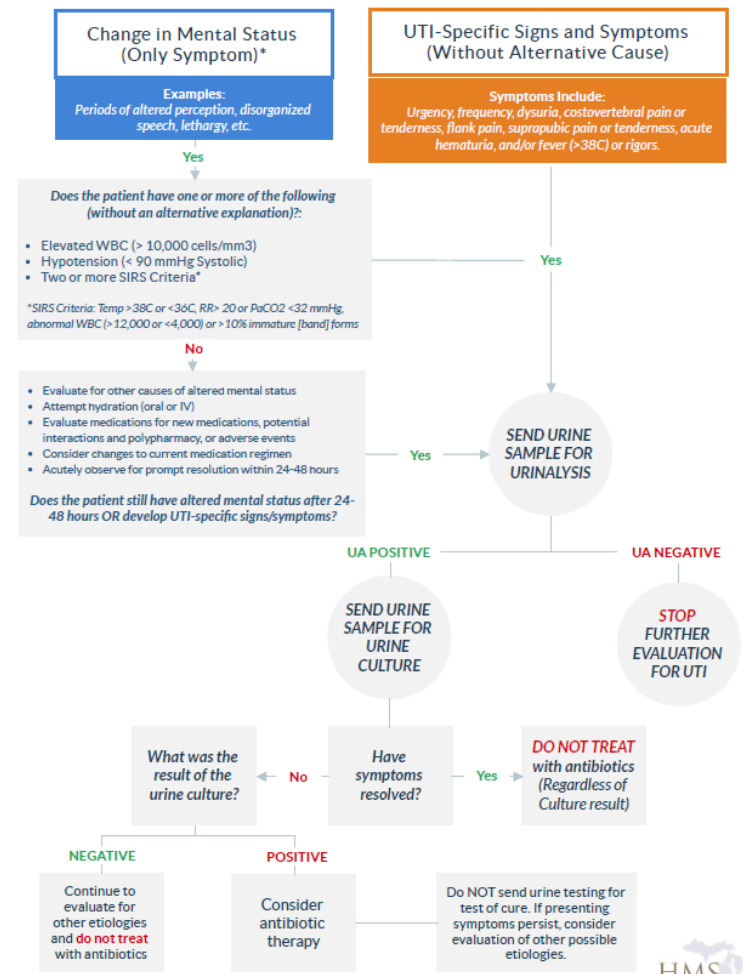 Change in Mental Status
(Only Symptom)*
Examples:
Periods of altered perception, disorganized
speech, lethargy, etc.
UTI-Specific Signs and Symptoms
(Without Alternative Cause)
Symptoms Include:
Urgency, frequency, dysuria, costovertebral pain or
tenderness, flank pain, suprapubic pain or tenderness, acute
hematuria, and/or fever (>38C) or rigors.
Yes
Does the patient have one or more of the following
(without an alternative explanation)?:
• Elevated WBC (> 10,000 cells/mm3)
• Hypotension (< 90 mmHg Systolic)
• Two or more SIRS Criteria*
*SIRS Criteria: Temp >38C or <36C, RR> 20 or PaCO2 <32 mmHg,
abnormal WBC (>12,000 or <4,000) or >10% immature [band] forms
Yes
No
• Evaluate for other causes of altered mental status
• Attempt hydration (oral or IV)
• Evaluate medications for new medications, potential
interactions and polypharmacy, or adverse events
• Consider changes to current medication regimen
• Acutely observe for prompt resolution within 24-48 hours
Does the patient still have altered mental status after 24-
48 hours OR develop UTI-specific signs/symptoms?
Yes
SEND URINE
SAMPLE FOR
URINALYSIS
UA POSITIVE
UA NEGATIVE
SEND URINE
SAMPLE FOR
URINE
CULTURE
STOP
FURTHER
EVALUATION
FOR UTI
What was the
result of the
urine culture?
No
Have
symptoms
resolved?
Yes
DO NOT TREAT
with antibiotics
(Regardless of
Culture result)
NEGATIVE
POSITIVE
Continue to
evaluate for
other etiologies
and do not treat
with antibiotics
Consider
antibiotic
therapy
Do NOT send urine testing for
test of cure. If presenting
symptoms persist, consider
evaluation of other possible
etiologies.
HMS